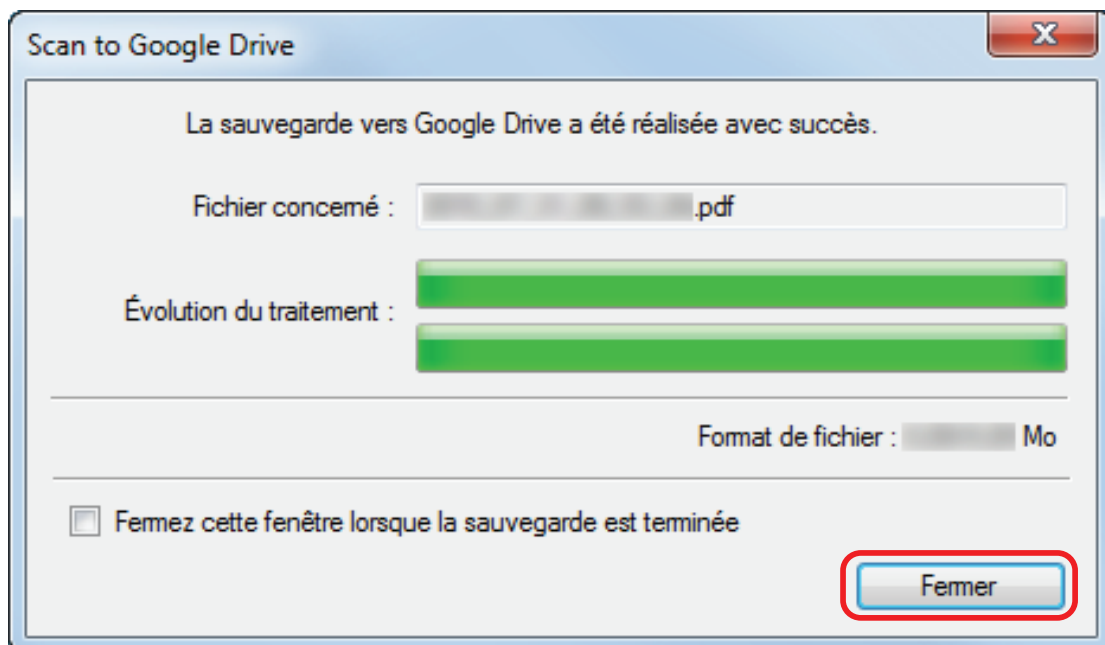 Scan to Google Drive
La sauvegarde vers Google Drive a été réalisée avec succès.
Fichier concerné : .pdf
Évolution du traitement :
Format de fichier : Mo
Fermez cette fenêtre lorsque la sauvegarde est terminée
Fermer